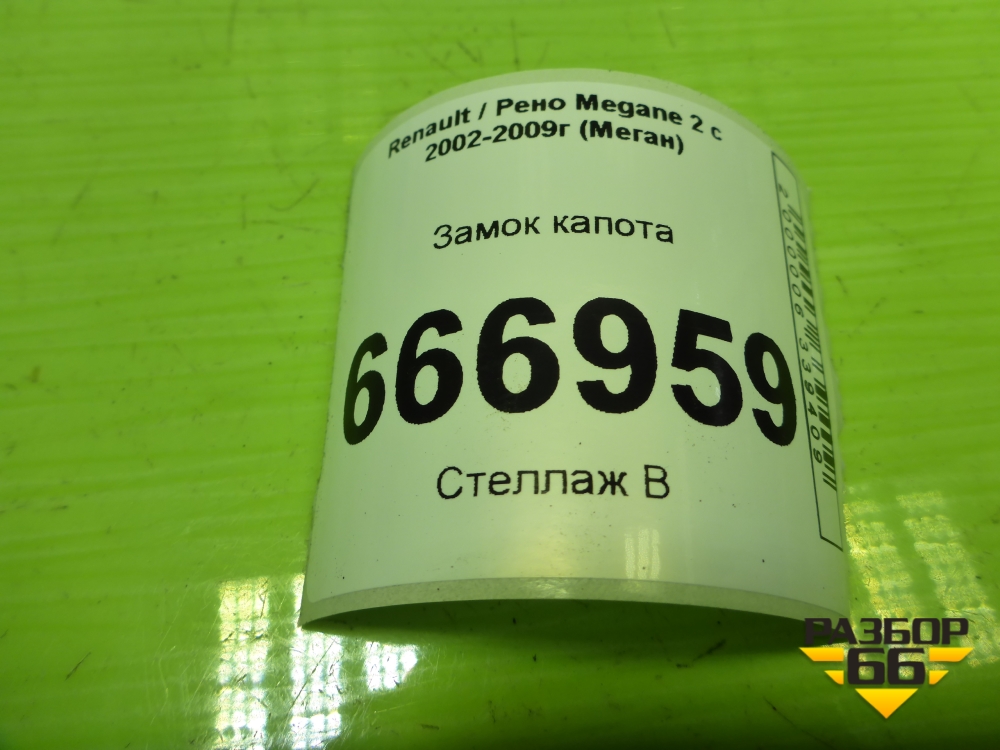 Renault / Рено Megane 2 с
2002-2009г (Меган)
Замок капота
666959
Стеллаж В
2000006339409
РАЗБОР
66